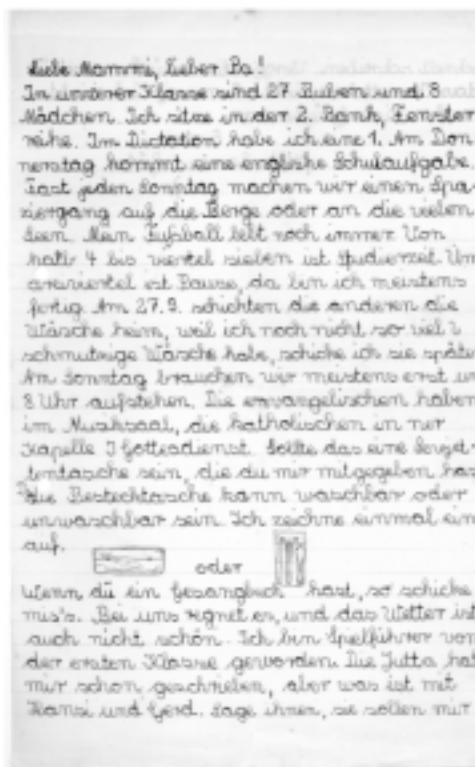 Liebe Mammi, lieber Pa!
In unserer Klasse sind 27 Buben und 8
Mädchen. Ich sitze in der 2. Bank, Fenster
reihe. Im Dictation habe ich eine 1. Am Don
nerstag kommt eine englische Schulaufgabe.
Fast jeden Sonntag machen wir einen Spa-
ziergang auf die Berge oder an die vielen
Seen. Mein Fußball lebt noch immer. Von
halb 4 bis viertel sieben ist Studierzeit. Um
dreiviertel ist Pause, da bin ich meistens
fertig. Am 27.9. schickten die anderen die
Wäsche heim, weil ich noch nicht so viel
schmutzige Wäsche habe, schicke ich sie später
Am Sonntag brauchen wir meistens erst um
8 Uhr aufstehen. Die evangelischen haben
im Musiksaal, die katholischen in
Kapelle Gottesdienst. Sollte das eine
tentasche sein, die du mir mitgegeben has
Die Bestecktasche kann waschbar oder
unwaschbar sein. Ich zeichne einmal ein
auf.
oder
Wenn du ein Gesangbuch hast, so schicke
mir's. Bei uns regnet es, und das Wetter ist
auch nicht schön. Ich bin Spielführer von
der ersten Klasse geworden. Die Jutta hat
mir schon geschrieben, aber was ist mit
Hansi und Gerd. Sage ihnen, sie sollen mir